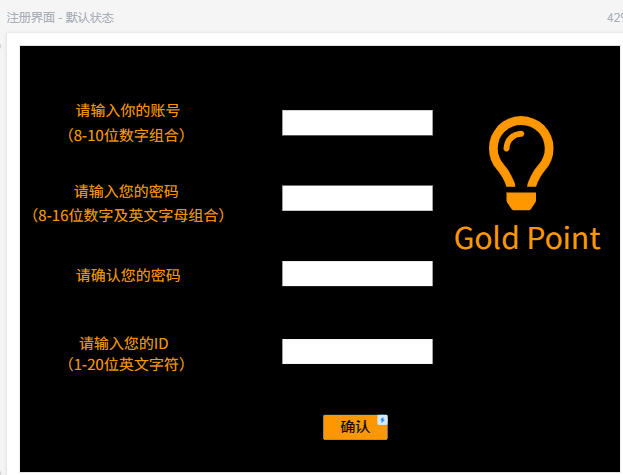 注册界面 - 默认状态
42%
请输入你的账号
（8-10位数字组合）
请输入您的密码
（8-16位数字及英文字母组合）
Gold Point
请确认您的密码
请输入您的ID
（1-20位英文字符）
确认